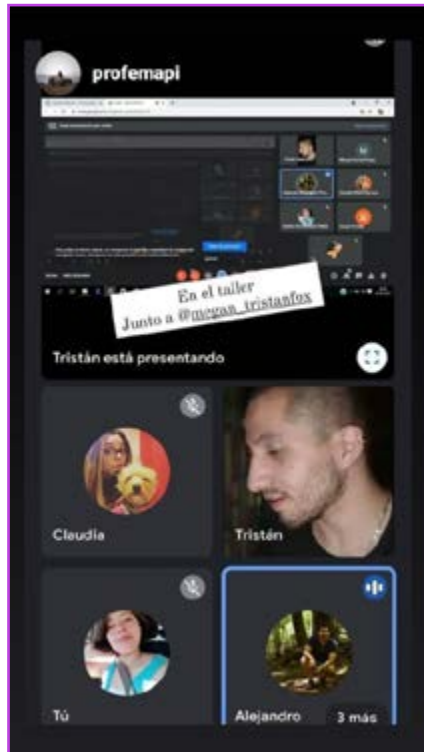 profemapi
En el taller
Junto a @megan_tristanfox
Tristán está presentando
Claudia
Tristán
Tú
Alejandro
3 más